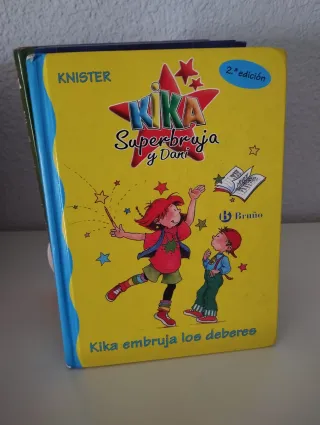 KNISTER
2.ª edición
KIKA
Superbruja
y Dani
B Bruño
Kika embruja los deberes